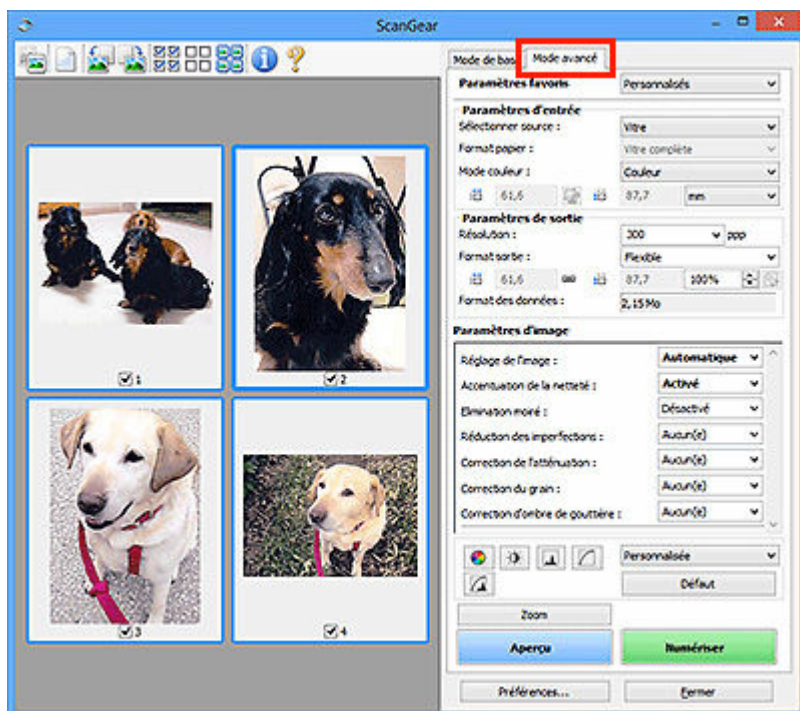 ScanGear
Mode de base Mode avancé
Paramètres favoris Personnalisés
Paramètres d'entrée
Sélectionner source : Vitre
Format papier : Vitre complète
Mode couleur : Couleur
61,6 87,7 mm
Paramètres de sortie
Résolution : 300 ppp
Format sortie : Flexible
61,6 87,7 100%
Format des données : 2,15 Mo
Paramètres d'image
Réglage de l'image : Automatique
Accentuation de la netteté : Activé
Elimination moiré : Désactivé
Réduction des imperfections : Aucun(e)
Correction de l'atténuation : Aucun(e)
Correction du grain : Aucun(e)
Correction d'ombre de gouttière : Aucun(e)
Personnalisée
Défaut
Zoom
Aperçu Numériser
Préférences... Fermer
1 2
3 4